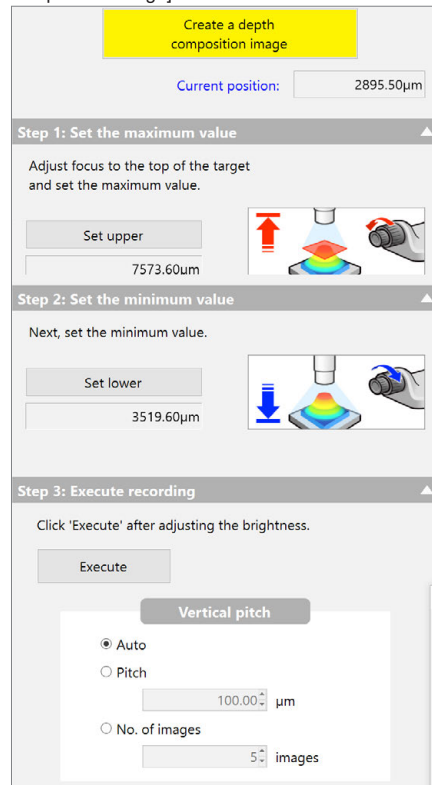 Create a depth
composition image
Current position: 2895.50μm
Step 1: Set the maximum value
Adjust focus to the top of the target
and set the maximum value.
Set upper
7573.60um
Step 2: Set the minimum value
Next, set the minimum value.
Set lower
3519.60μm
Step 3: Execute recording
Click 'Execute' after adjusting the brightness.
Execute
Vertical pitch
Auto
Pitch
100.00 μm
No. of images
5 images